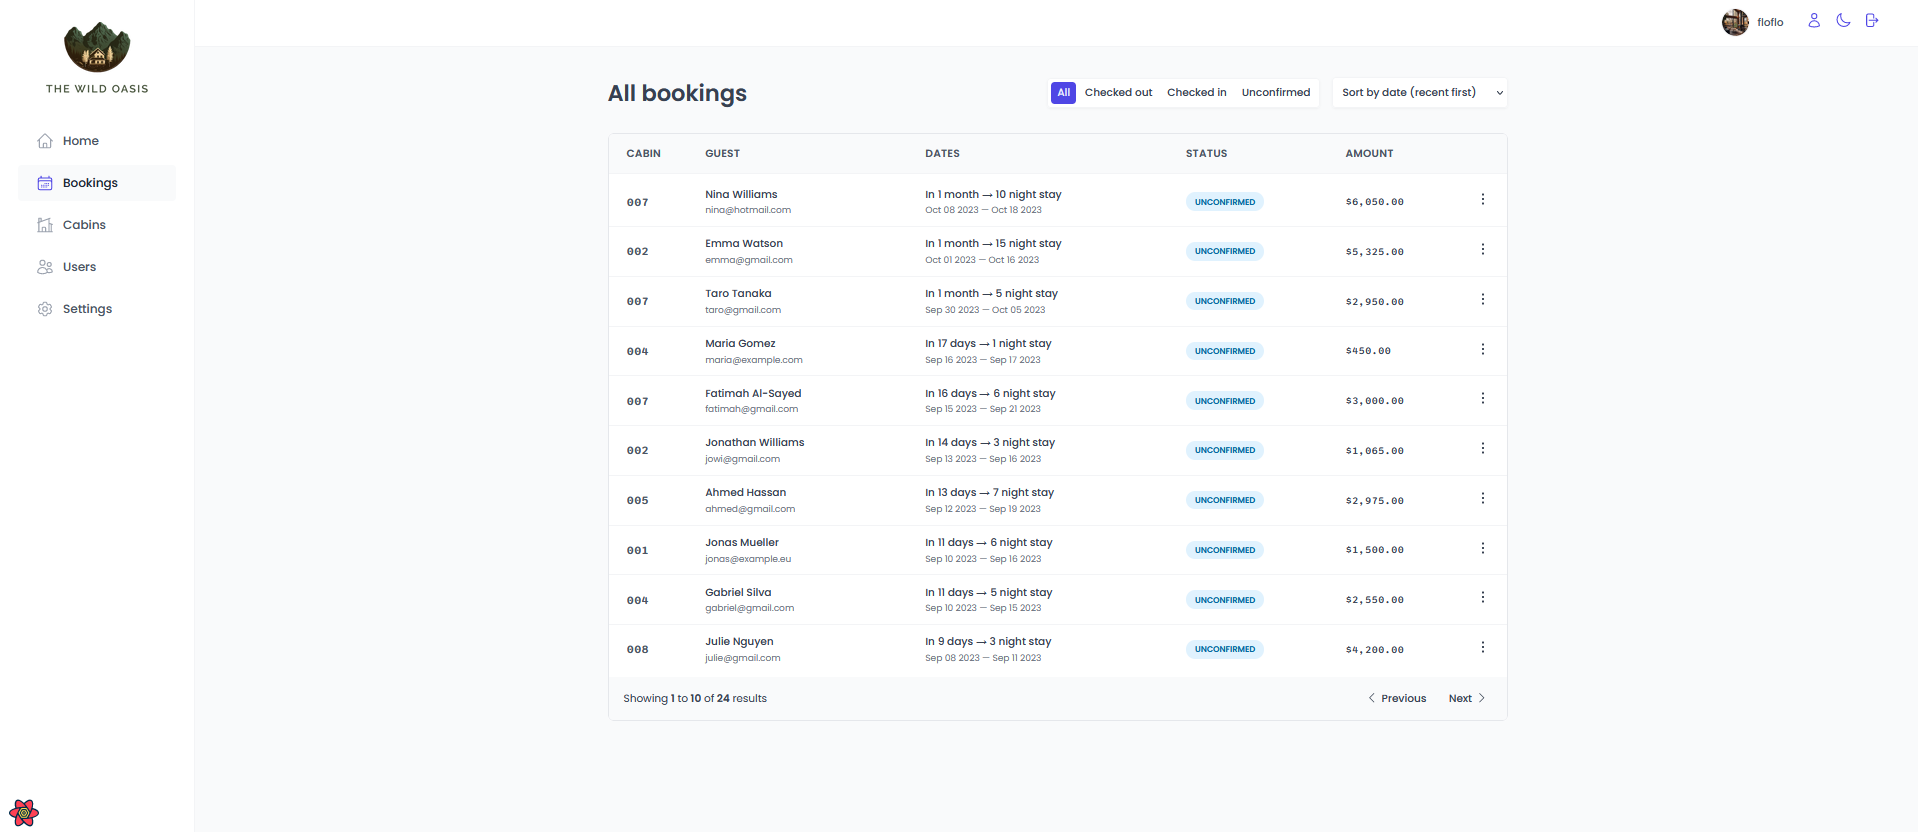 THE WILD OASIS
Home
Bookings
Cabins
Users
Settings
floflo
All bookings
All Checked out Checked in Unconfirmed Sort by date (recent first)
CABIN GUEST DATES STATUS AMOUNT
007 Nina Williams In 1 month → 10 night stay UNCONFIRMED $6,050.00
nina@hotmail.com Oct 08 2023 — Oct 18 2023
002 Emma Watson In 1 month → 15 night stay UNCONFIRMED $5,325.00
emma@gmail.com Oct 01 2023 — Oct 16 2023
007 Taro Tanaka In 1 month → 5 night stay UNCONFIRMED $2,950.00
taro@gmail.com Sep 30 2023 — Oct 05 2023
004 Maria Gomez In 17 days → 1 night stay UNCONFIRMED $450.00
maria@example.com Sep 16 2023 — Sep 17 2023
007 Fatimah Al-Sayed In 16 days → 6 night stay UNCONFIRMED $3,000.00
fatimah@gmail.com Sep 15 2023 — Sep 21 2023
002 Jonathan Williams In 14 days → 3 night stay UNCONFIRMED $1,065.00
jowi@gmail.com Sep 13 2023 — Sep 16 2023
005 Ahmed Hassan In 13 days → 7 night stay UNCONFIRMED $2,975.00
ahmed@gmail.com Sep 12 2023 — Sep 19 2023
001 Jonas Mueller In 11 days → 6 night stay UNCONFIRMED $1,500.00
jonas@example.eu Sep 10 2023 — Sep 16 2023
004 Gabriel Silva In 11 days → 5 night stay UNCONFIRMED $2,550.00
gabriel@gmail.com Sep 10 2023 — Sep 15 2023
008 Julie Nguyen In 9 days → 3 night stay UNCONFIRMED $4,200.00
julie@gmail.com Sep 08 2023 — Sep 11 2023
Showing 1 to 10 of 24 results Previous Next